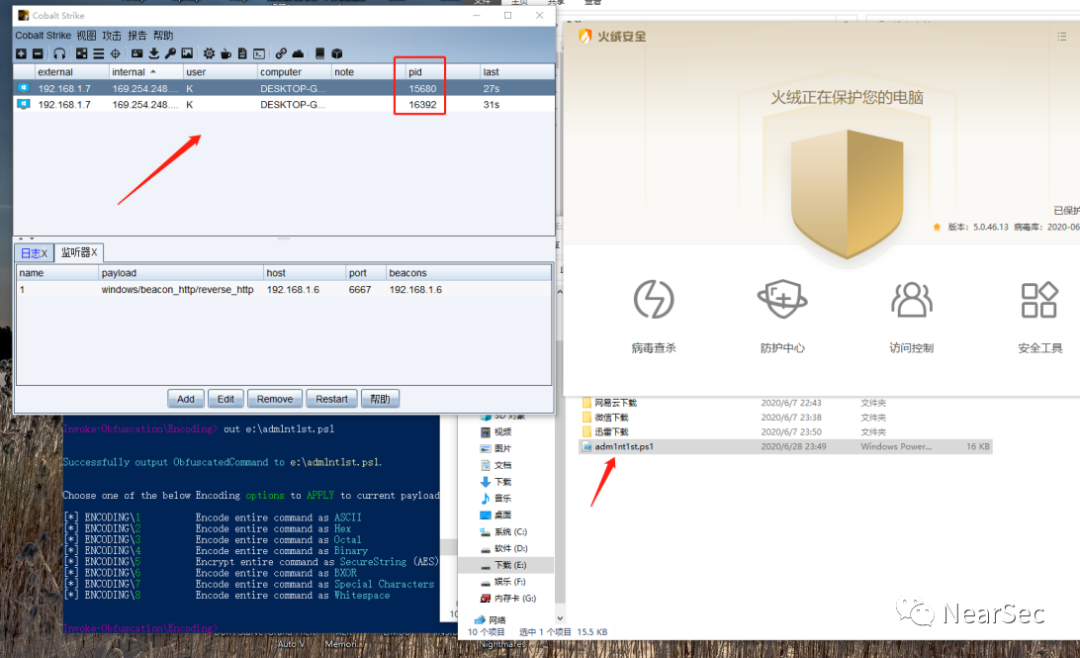 Cobalt Strike
Cobalt Strike 视图 攻击 报告 帮助
external internal user computer note pid last
192.168.1.7 169.254.248.... K DESKTOP-G... 15680 27s
192.168.1.7 169.254.248.... K DESKTOP-G... 16392 31s
日志X 监听器X
name payload host port beacons
1 windows/beacon_http/reverse_http 192.168.1.6 6667 192.168.1.6
Add Edit Remove Restart 帮助
Invoke-Obfuscation\Encoding> out e:\adm1nt1st.ps1
Successfully output ObfuscatedCommand to e:\adm1nt1st.ps1.
Choose one of the below Encoding options to APPLY to current payload
[*] ENCODING\1 Encode entire command as ASCII
[*] ENCODING\2 Encode entire command as Hex
[*] ENCODING\3 Encode entire command as Octal
[*] ENCODING\4 Encode entire command as Binary
[*] ENCODING\5 Encrypt entire command as SecureString (AES)
[*] ENCODING\6 Encode entire command as BXOR
[*] ENCODING\7 Encode entire command as Special Characters
[*] ENCODING\8 Encode entire command as Whitespace
Invoke-Obfuscation\Encoding>
火绒安全
火绒正在保护您的电脑
已保护
版本: 5.0.46.13 病毒库: 2020-06
病毒查杀 防护中心 访问控制 安全工具
3D 对象
视频
图片
文档
下载
音乐
桌面
系统 (C:)
软件 (D:)
下载 (E:)
娱乐 (F:)
内存卡 (G:)
网络
网易云下载 2020/6/7 22:43 文件夹
微信下载 2020/6/7 23:38 文件夹
迅雷下载 2020/6/7 23:50 文件夹
adm1nt1st.ps1 2020/6/28 23:49 Windows Power... 16 KB
10 个项目 选中 1 个项目 15.5 KB
Auto V Memori...
Nightmares
NearSec